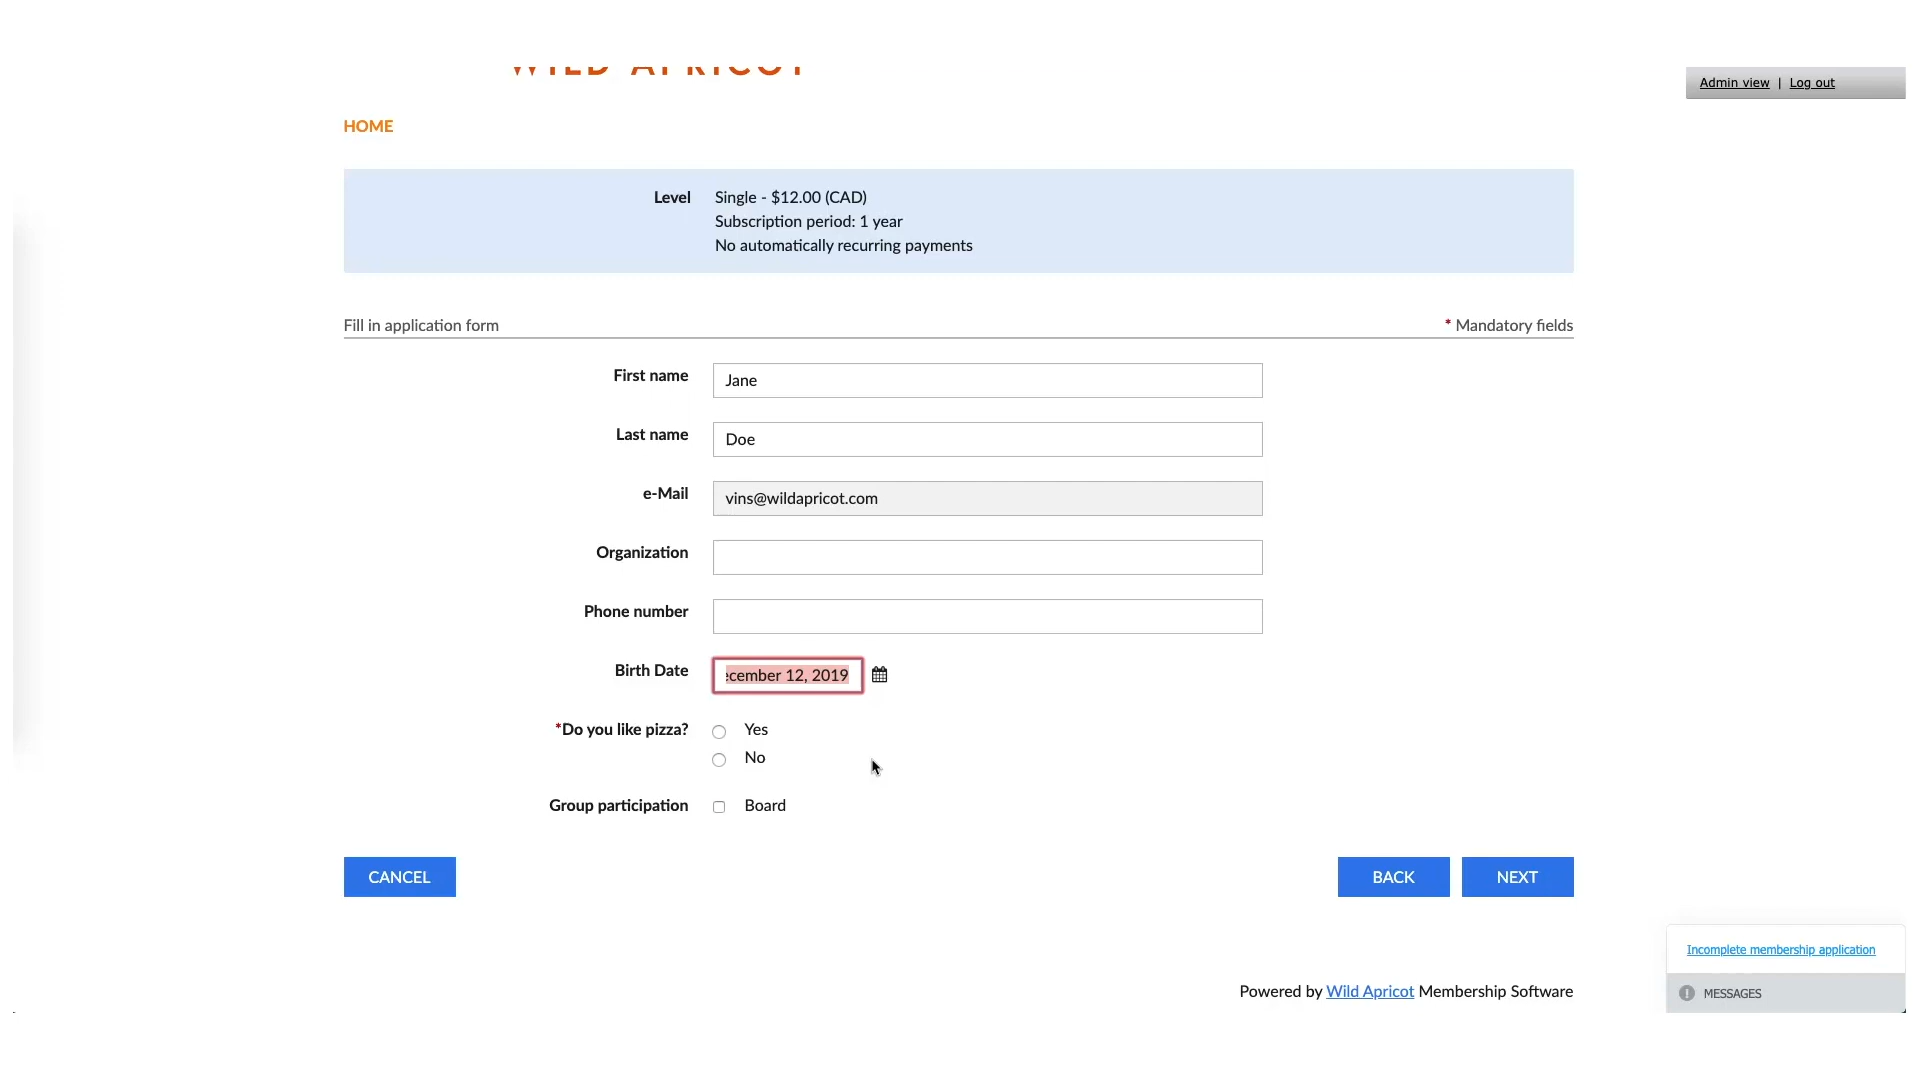 WILD APRICOT
Admin view | Log out
HOME
Level Single - $12.00 (CAD)
Subscription period: 1 year
No automatically recurring payments
Fill in application form * Mandatory fields
First name Jane
Last name Doe
e-Mail vins@wildapricot.com
Organization
Phone number
Birth Date ecember 12, 2019
*Do you like pizza? Yes
No
Group participation Board
CANCEL BACK NEXT
Incomplete membership application
Powered by Wild Apricot Membership Software
! MESSAGES